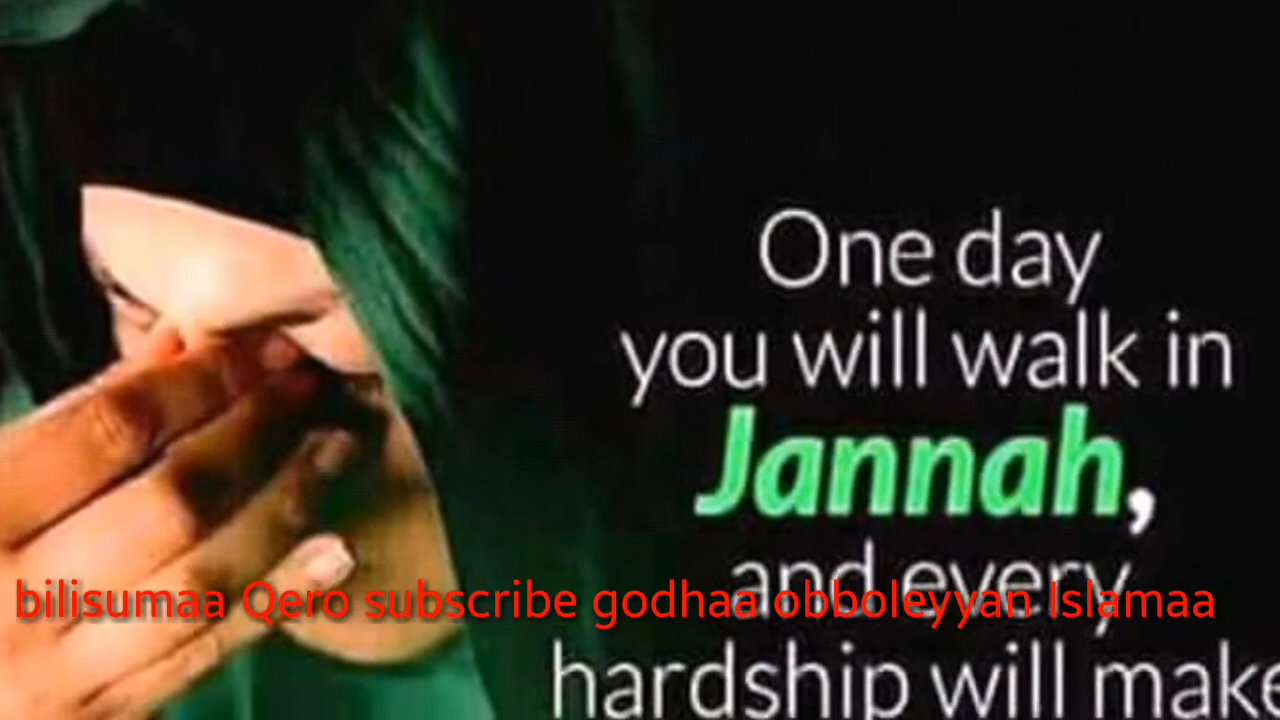 One day
you will walk in
Jannah,
and every
bilisumaa Qero subscribe godhaa obboleyyan Islamaa
hardship will make